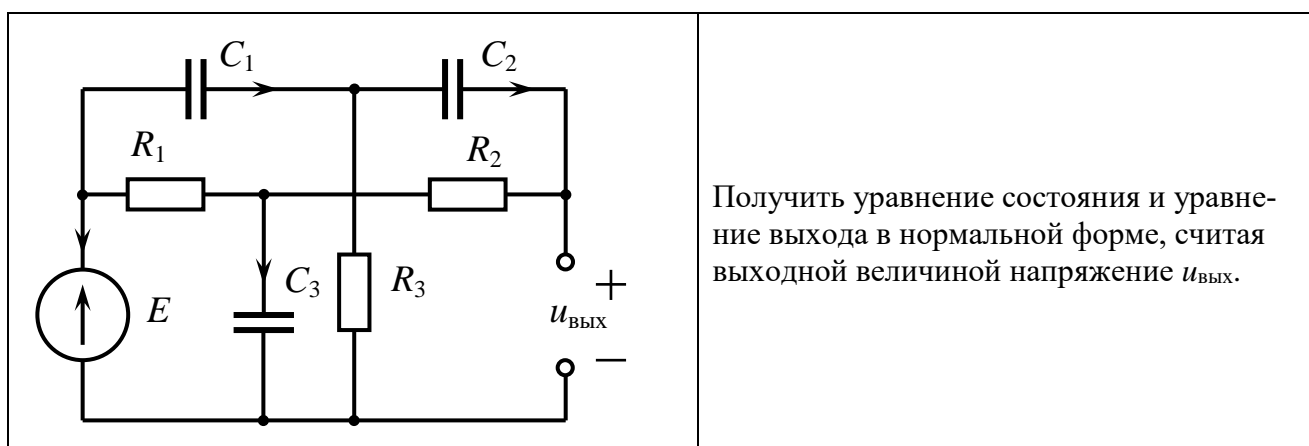 C₁
C₂
R₁
R₂
E
C₃
R₃
+
uвых
−
Получить уравнение состояния и уравне-
ние выхода в нормальной форме, считая
выходной величиной напряжение uвых.